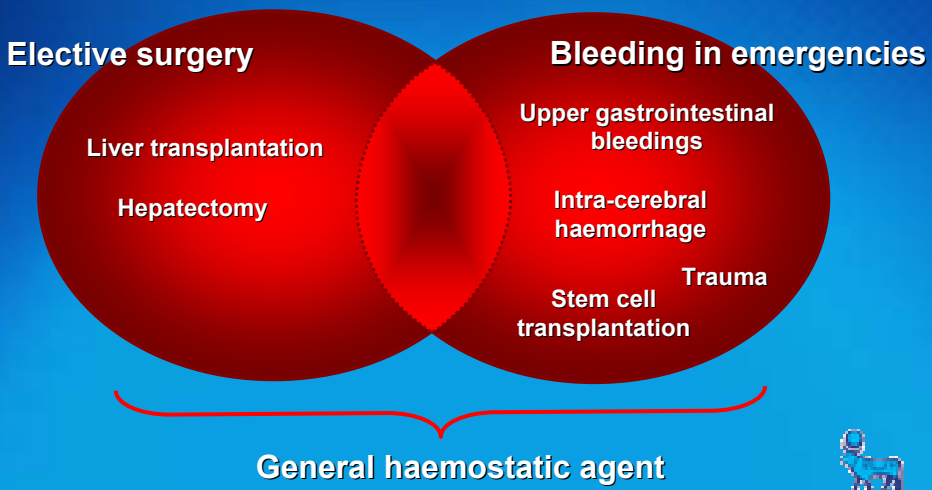 Elective surgery
Bleeding in emergencies
Liver transplantation
Hepatectomy
Upper gastrointestinal
bleedings
Intra-cerebral
haemorrhage
Trauma
Stem cell
transplantation
General haemostatic agent